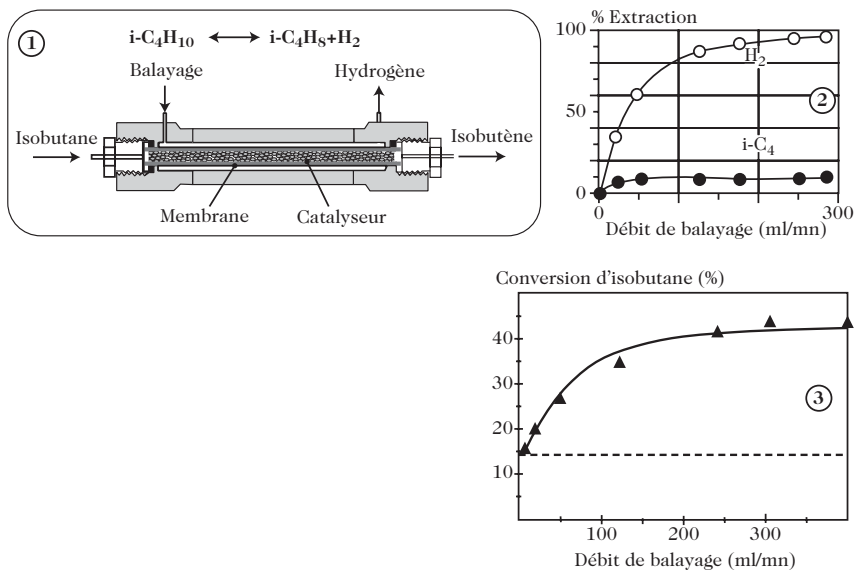 1
i-C₄H₁₀ ⟷ i-C₄H₈+H₂
Balayage
Hydrogène
Isobutane
Isobutène
Membrane
Catalyseur
% Extraction
100
50
0
H₂
2
i-C₄
0
300
Débit de balayage (ml/mn)
Conversion d’isobutane (%)
40
30
20
10
3
100
200
300
Débit de balayage (ml/mn)